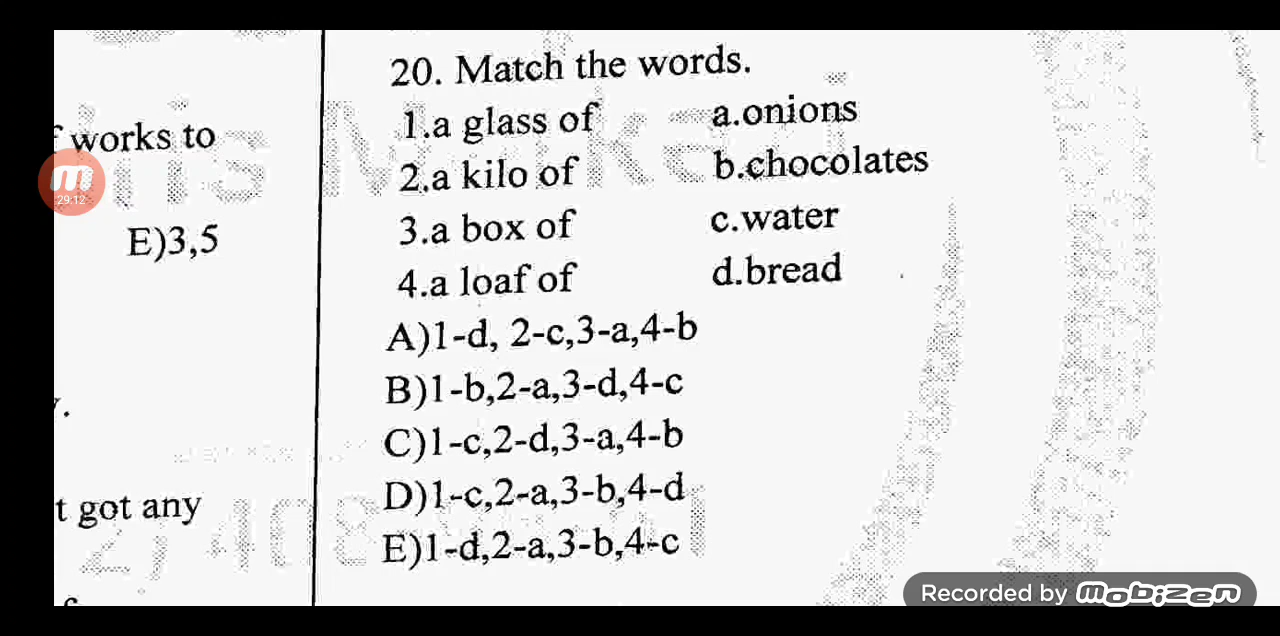 works to
E)3,5
t got any
20. Match the words.
1.a glass of a.onions
2.a kilo of b.chocolates
3.a box of c.water
4.a loaf of d.bread
A)1-d, 2-c,3-a,4-b
B)1-b,2-a,3-d,4-c
C)1-c,2-d,3-a,4-b
D)1-c,2-a,3-b,4-d
E)1-d,2-a,3-b,4-c
29:12
Recorded by mobizen